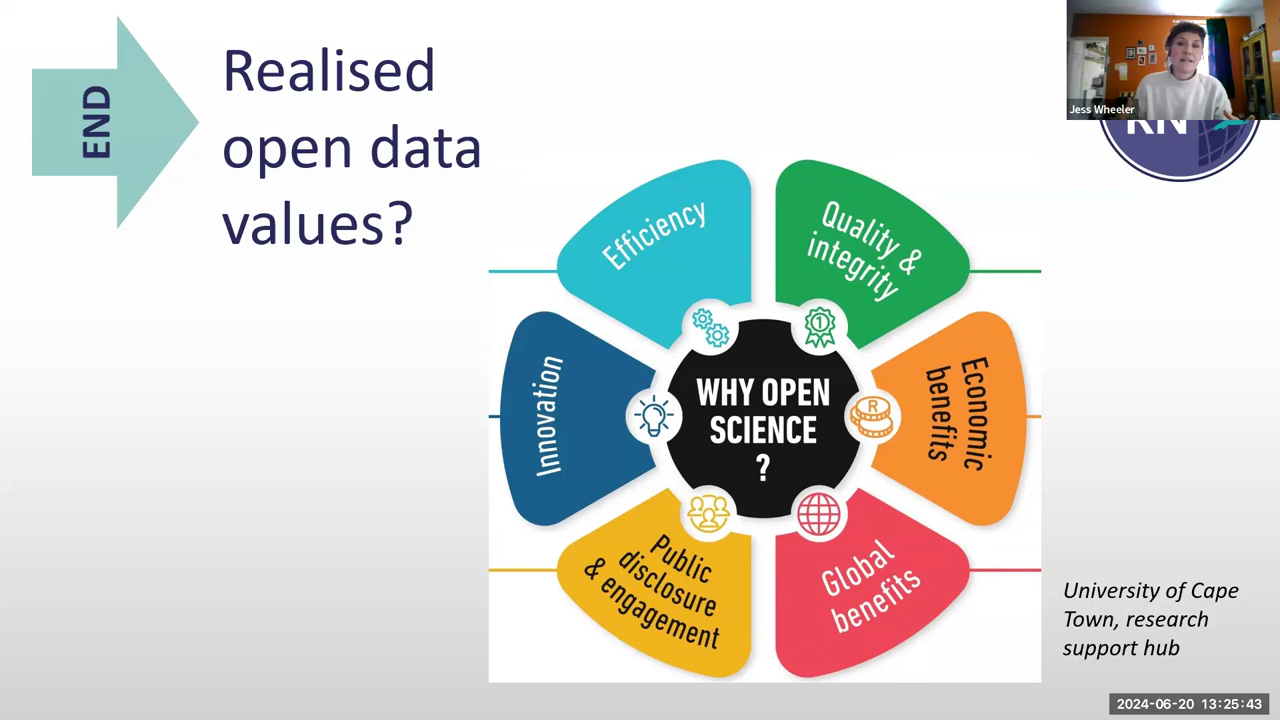 END
Realised
open data
values?
Jess Wheeler
RN
Efficiency
Quality &
integrity
Innovation
WHY OPEN
SCIENCE
?
R
Economic
benefits
Public
disclosure
& engagement
Global
benefits
University of Cape
Town, research
support hub
2024-06-20 13:25:43